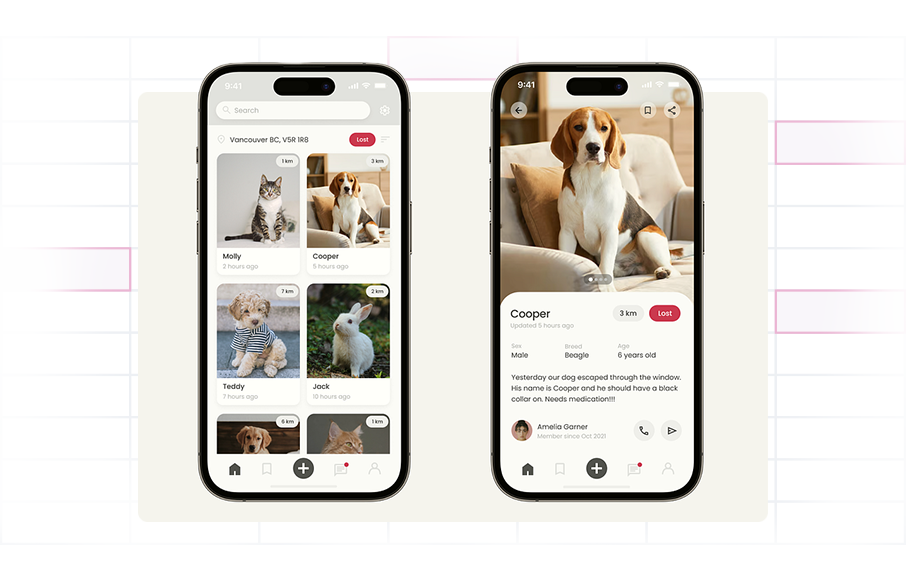 9:41
Search
Vancouver BC, V5R 1R8
Lost
1 km
3 km
Molly
2 hours ago
Cooper
5 hours ago
7 km
2 km
Teddy
7 hours ago
Jack
10 hours ago
6 km
1 km
9:41
Cooper
3 km
Lost
Updated 5 hours ago
Sex
Breed
Age
Male
Beagle
6 years old
Yesterday our dog escaped through the window.
His name is Cooper and he should have a black
collar on. Needs medication!!!
Amelia Garner
Member since Oct 2021